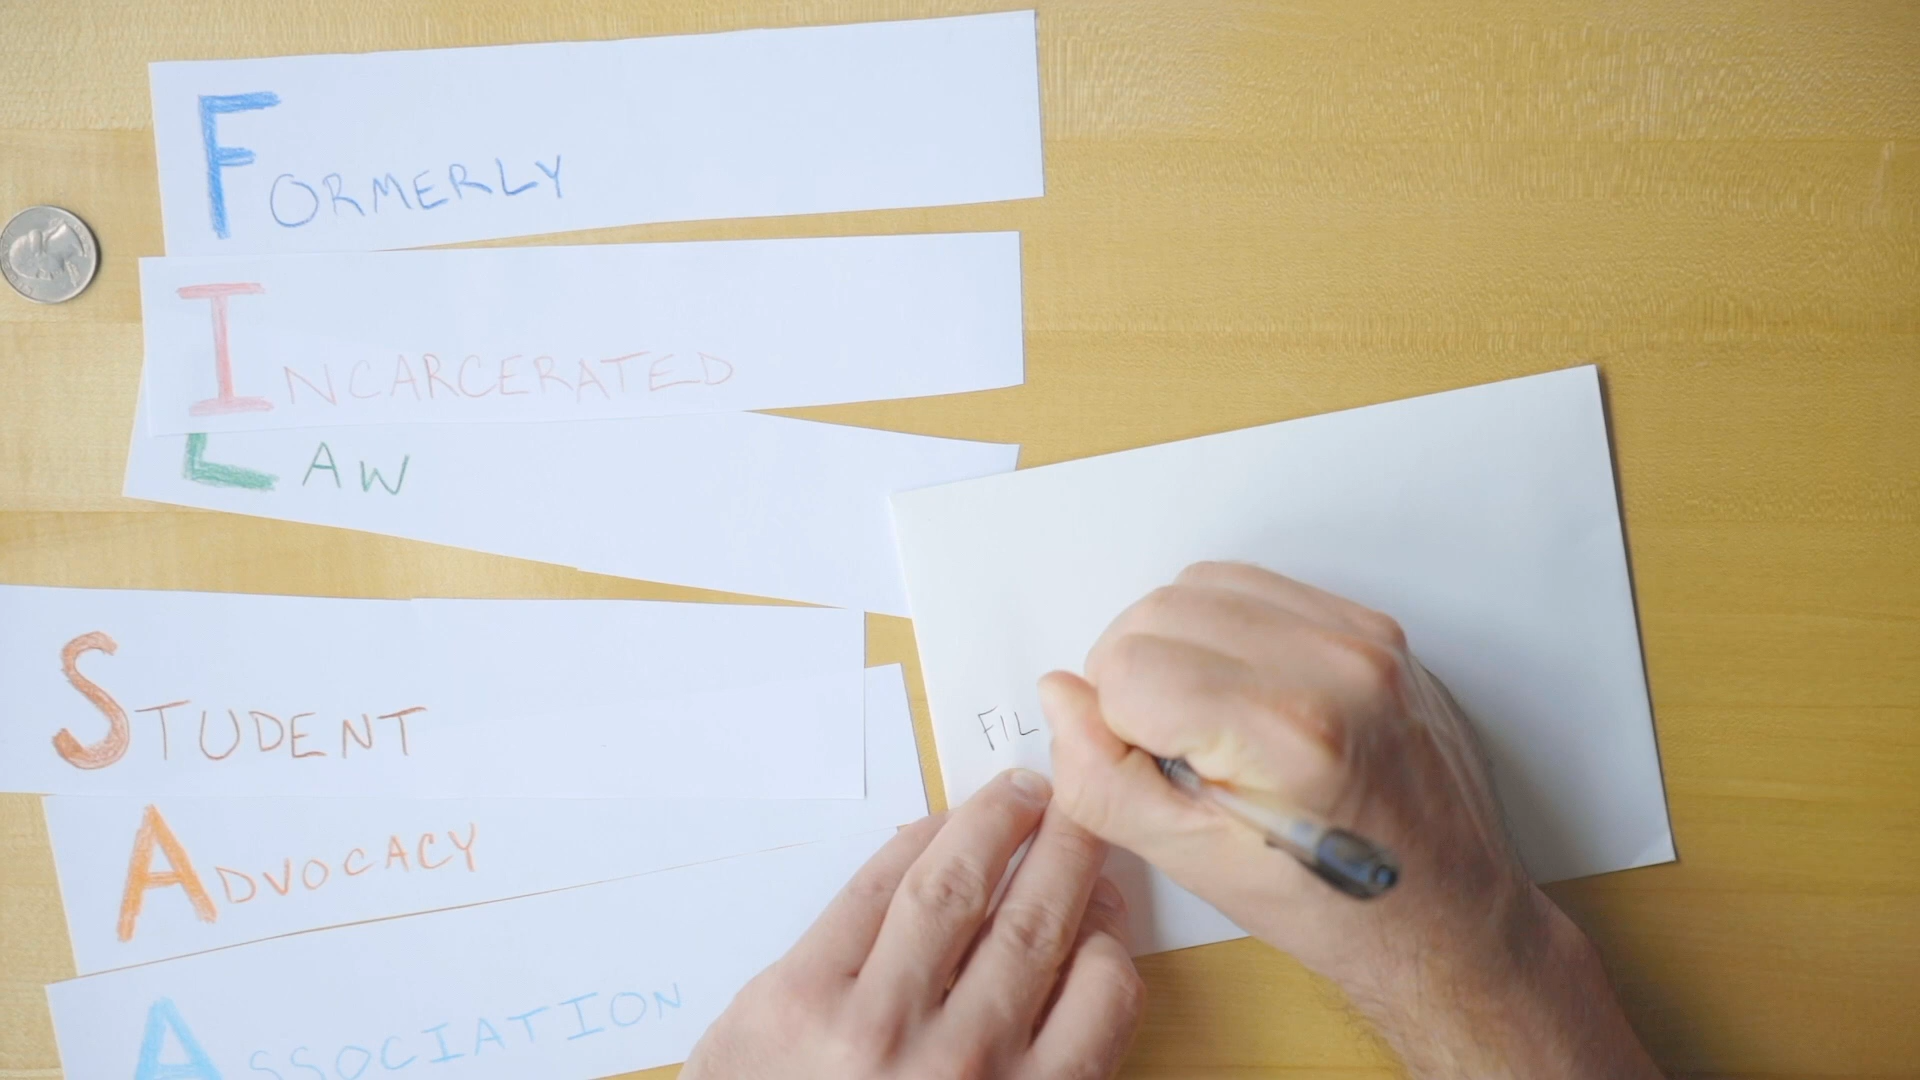 FORMERLY
INCARCERATED
LAW
STUDENT
ADVOCACY
ASSOCIATION
FIL